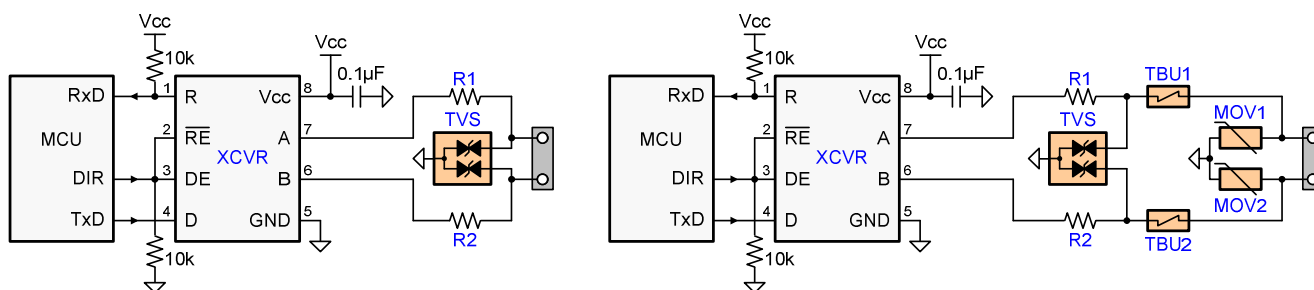 Vcc
10k
RxD
MCU
DIR
TxD
1
R
2
RE
XCVR
3
DE
4
D
10k
Vcc
0.1µF
8
Vcc
A
7
B
6
GND
5
R1
TVS
R2
Vcc
10k
RxD
MCU
DIR
TxD
1
R
2
RE
XCVR
3
DE
4
D
10k
Vcc
0.1µF
8
Vcc
A
7
B
6
GND
5
R1
TVS
R2
TBU1
MOV1
MOV2
TBU2